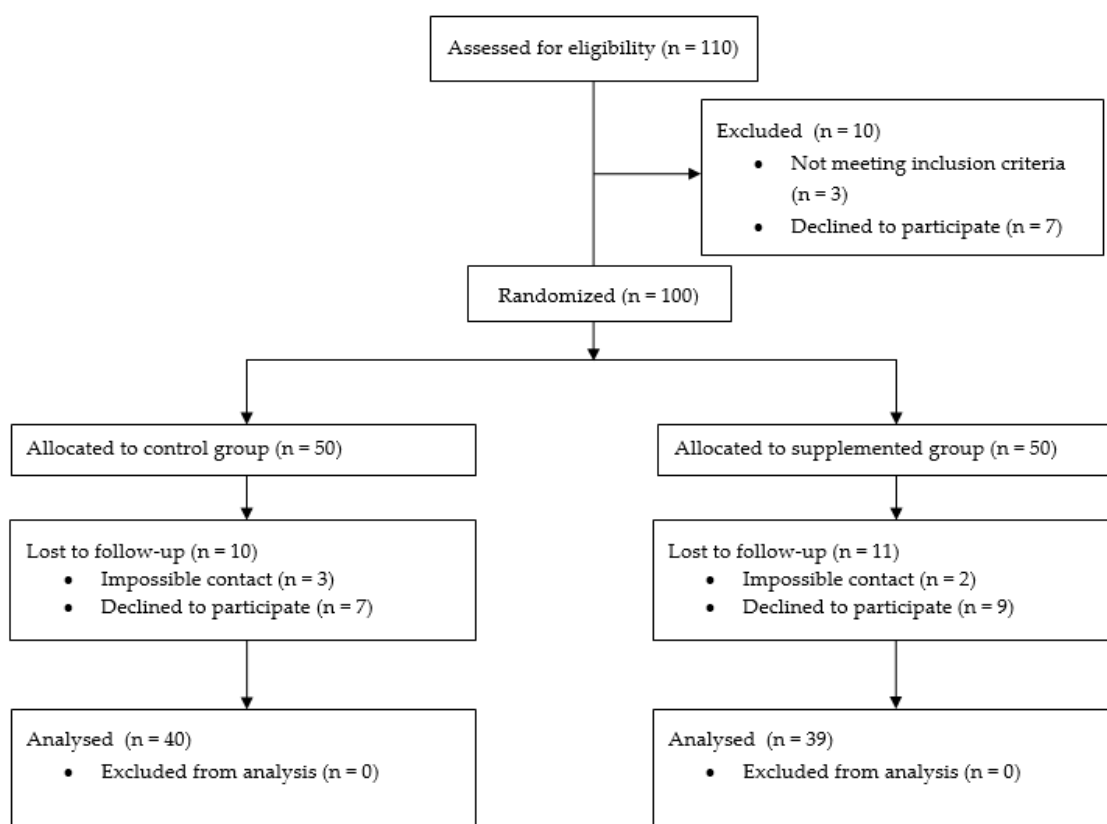 Assessed for eligibility (n = 110)
Excluded (n = 10)
• Not meeting inclusion criteria
(n = 3)
• Declined to participate (n = 7)
Randomized (n = 100)
Allocated to control group (n = 50)
Allocated to supplemented group (n = 50)
Lost to follow-up (n = 10)
• Impossible contact (n = 3)
• Declined to participate (n = 7)
Lost to follow-up (n = 11)
• Impossible contact (n = 2)
• Declined to participate (n = 9)
Analysed (n = 40)
• Excluded from analysis (n = 0)
Analysed (n = 39)
• Excluded from analysis (n = 0)